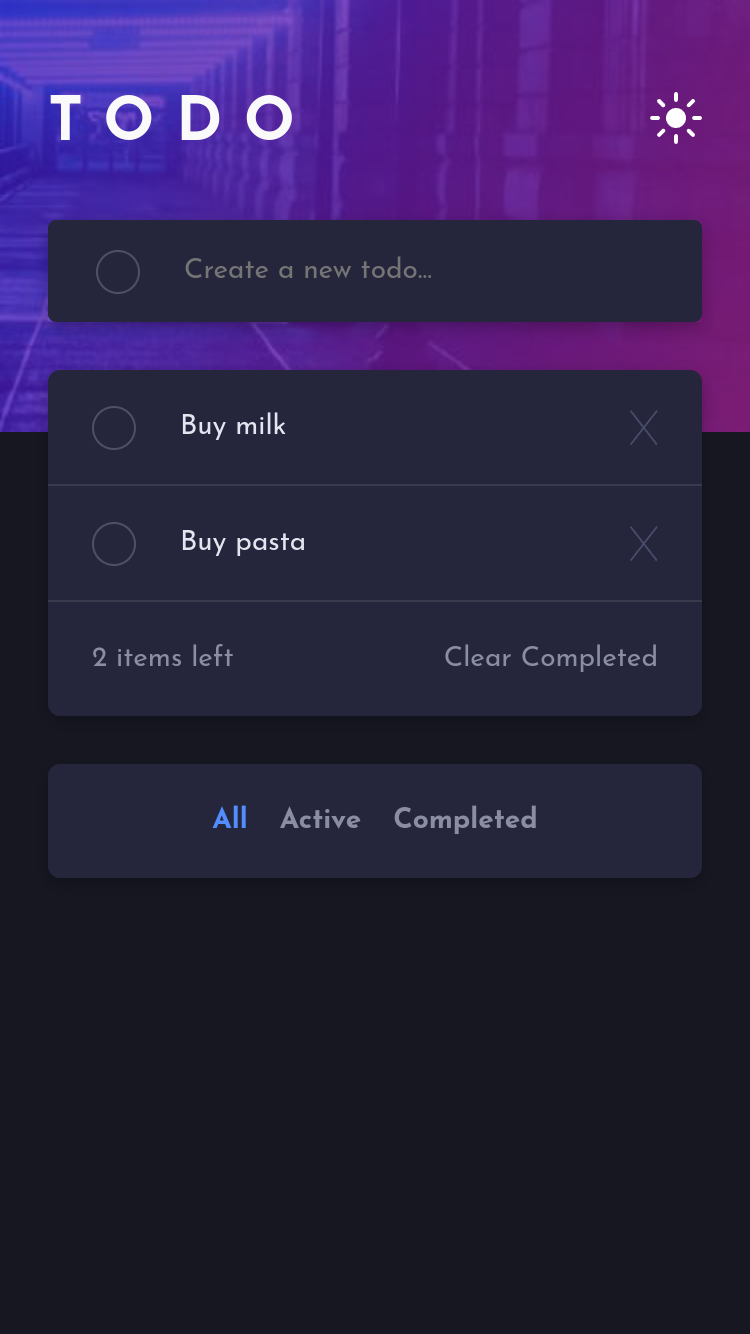 TODO
Create a new todo...
Buy milk
Buy pasta
2 items left Clear Completed
All Active Completed